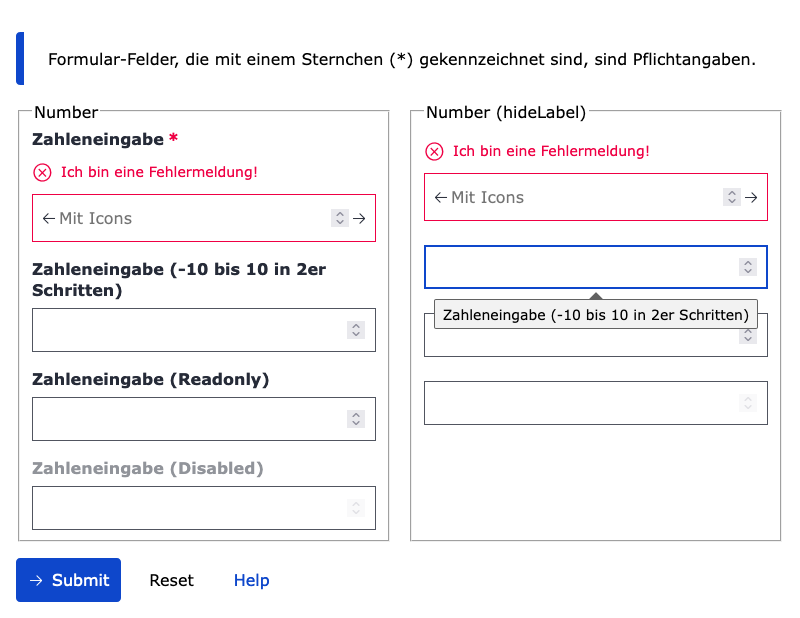 Formular-Felder, die mit einem Sternchen (*) gekennzeichnet sind, sind Pflichtangaben.
Number
Zahleneingabe *
Ich bin eine Fehlermeldung!
Mit Icons
Zahleneingabe (-10 bis 10 in 2er
Schritten)
Zahleneingabe (Readonly)
Zahleneingabe (Disabled)
Number (hideLabel)
Ich bin eine Fehlermeldung!
Mit Icons
Zahleneingabe (-10 bis 10 in 2er Schritten)
Submit
Reset
Help